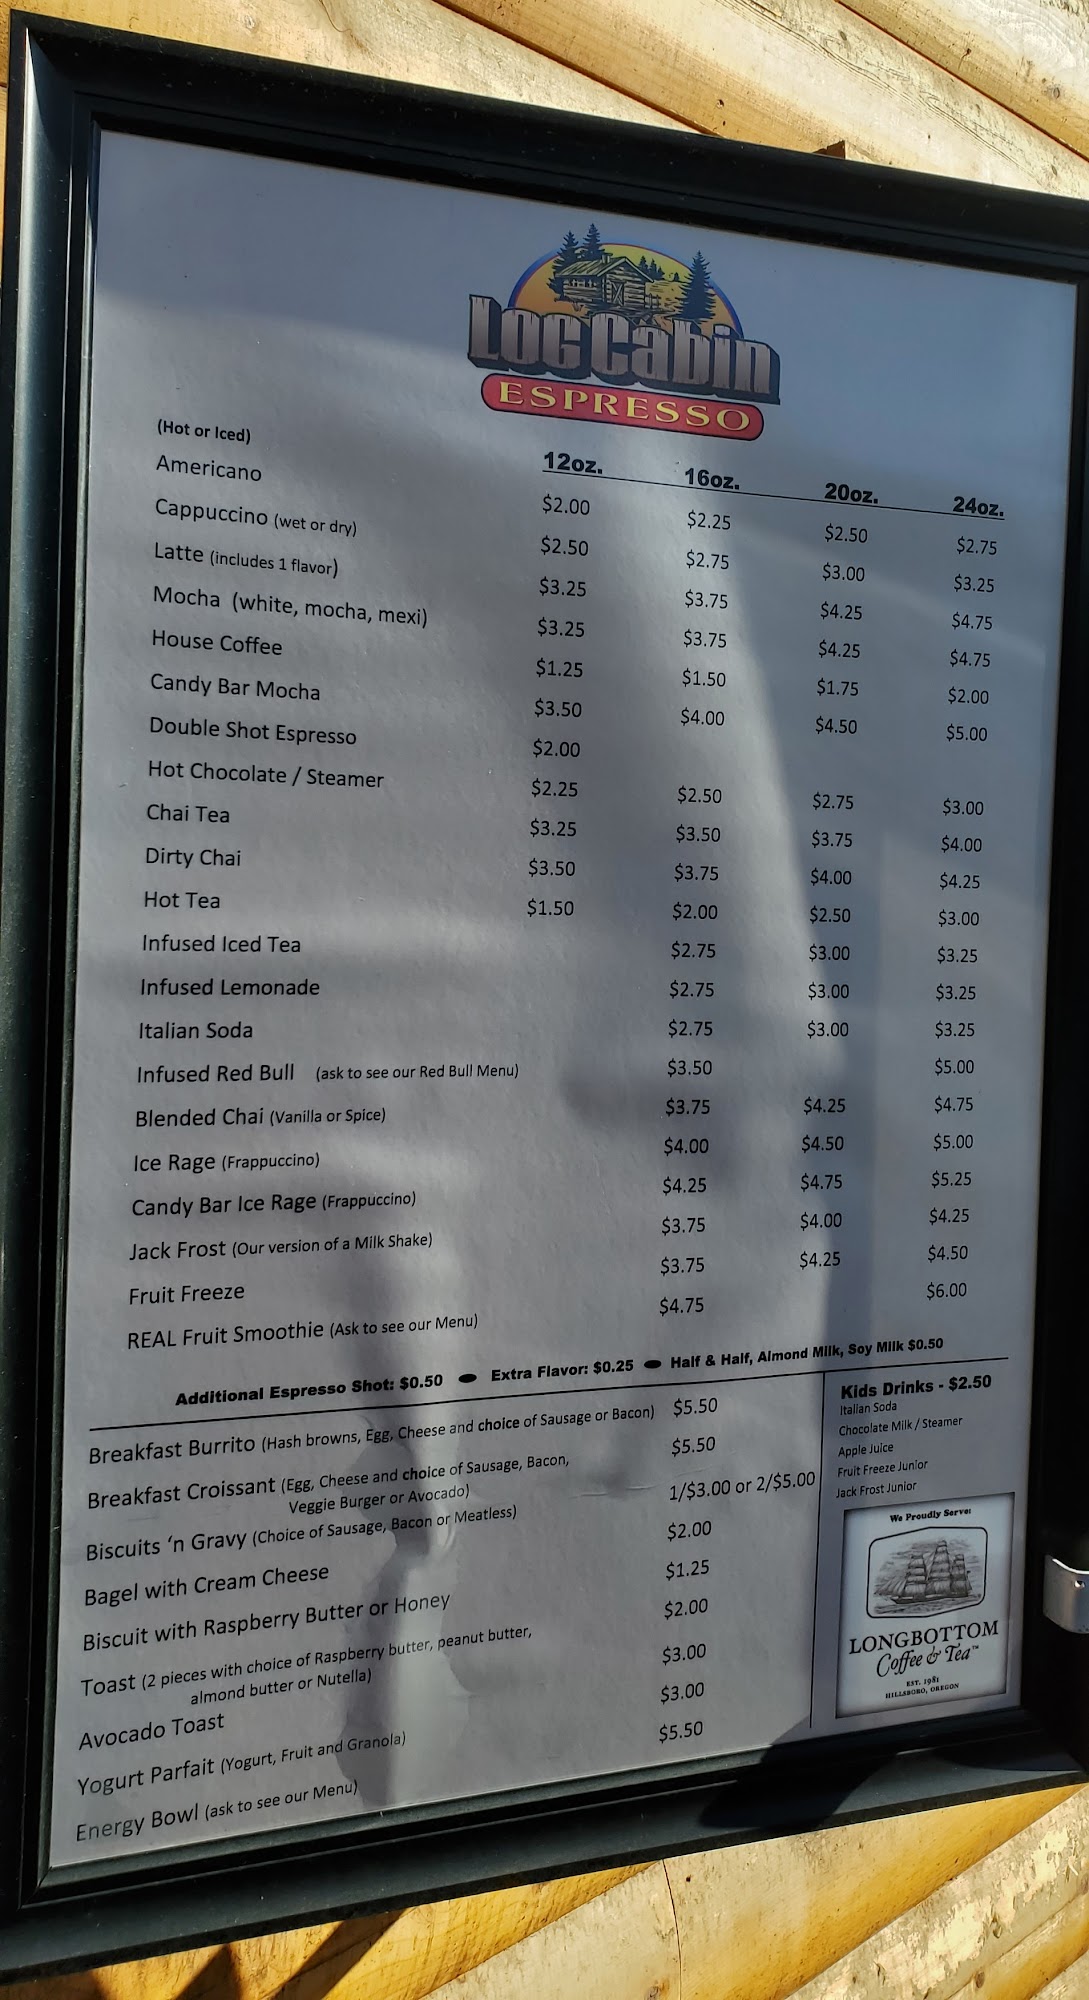 Log Cabin
ESPRESSO
(Hot or Iced) 12oz. 16oz. 20oz. 24oz.
Americano $2.00 $2.25 $2.50 $2.75
Cappuccino (wet or dry) $2.50 $2.75 $3.00 $3.25
Latte (includes 1 flavor) $3.25 $3.75 $4.25 $4.75
Mocha (white, mocha, mexi) $3.25 $3.75 $4.25 $4.75
House Coffee $1.25 $1.50 $1.75 $2.00
Candy Bar Mocha $3.50 $4.00 $4.50 $5.00
Double Shot Espresso $2.00
Hot Chocolate / Steamer $2.25 $2.50 $2.75 $3.00
Chai Tea $3.25 $3.50 $3.75 $4.00
Dirty Chai $3.50 $3.75 $4.00 $4.25
Hot Tea $1.50 $2.00 $2.50 $3.00
Infused Iced Tea $2.75 $3.00 $3.25
Infused Lemonade $2.75 $3.00 $3.25
Italian Soda $2.75 $3.00 $3.25
Infused Red Bull (ask to see our Red Bull Menu) $3.50 $5.00
Blended Chai (Vanilla or Spice) $3.75 $4.25 $4.75
Ice Rage (Frappuccino) $4.00 $4.50 $5.00
Candy Bar Ice Rage (Frappuccino) $4.25 $4.75 $5.25
Jack Frost (Our version of a Milk Shake) $3.75 $4.00 $4.25
Fruit Freeze $3.75 $4.25 $4.50
REAL Fruit Smoothie (Ask to see our Menu) $4.75 $6.00
Additional Espresso Shot: $0.50 ● Extra Flavor: $0.25 ● Half & Half, Almond Milk, Soy Milk $0.50
Breakfast Burrito (Hash browns, Egg, Cheese and choice of Sausage or Bacon) $5.50
Breakfast Croissant (Egg, Cheese and choice of Sausage, Bacon, $5.50
Veggie Burger or Avocado)
Biscuits 'n Gravy (Choice of Sausage, Bacon or Meatless) 1/$3.00 or 2/$5.00
Bagel with Cream Cheese $2.00
Biscuit with Raspberry Butter or Honey $1.25
Toast (2 pieces with choice of Raspberry butter, peanut butter, $2.00
almond butter or Nutella)
Avocado Toast $3.00
Yogurt Parfait (Yogurt, Fruit and Granola) $3.00
Energy Bowl (ask to see our Menu) $5.50
Kids Drinks - $2.50
Italian Soda
Chocolate Milk / Steamer
Apple Juice
Fruit Freeze Junior
Jack Frost Junior
We Proudly Serve:
LONGBOTTOM
Coffee & Tea™
EST. 1981
HILLSBORO, OREGON